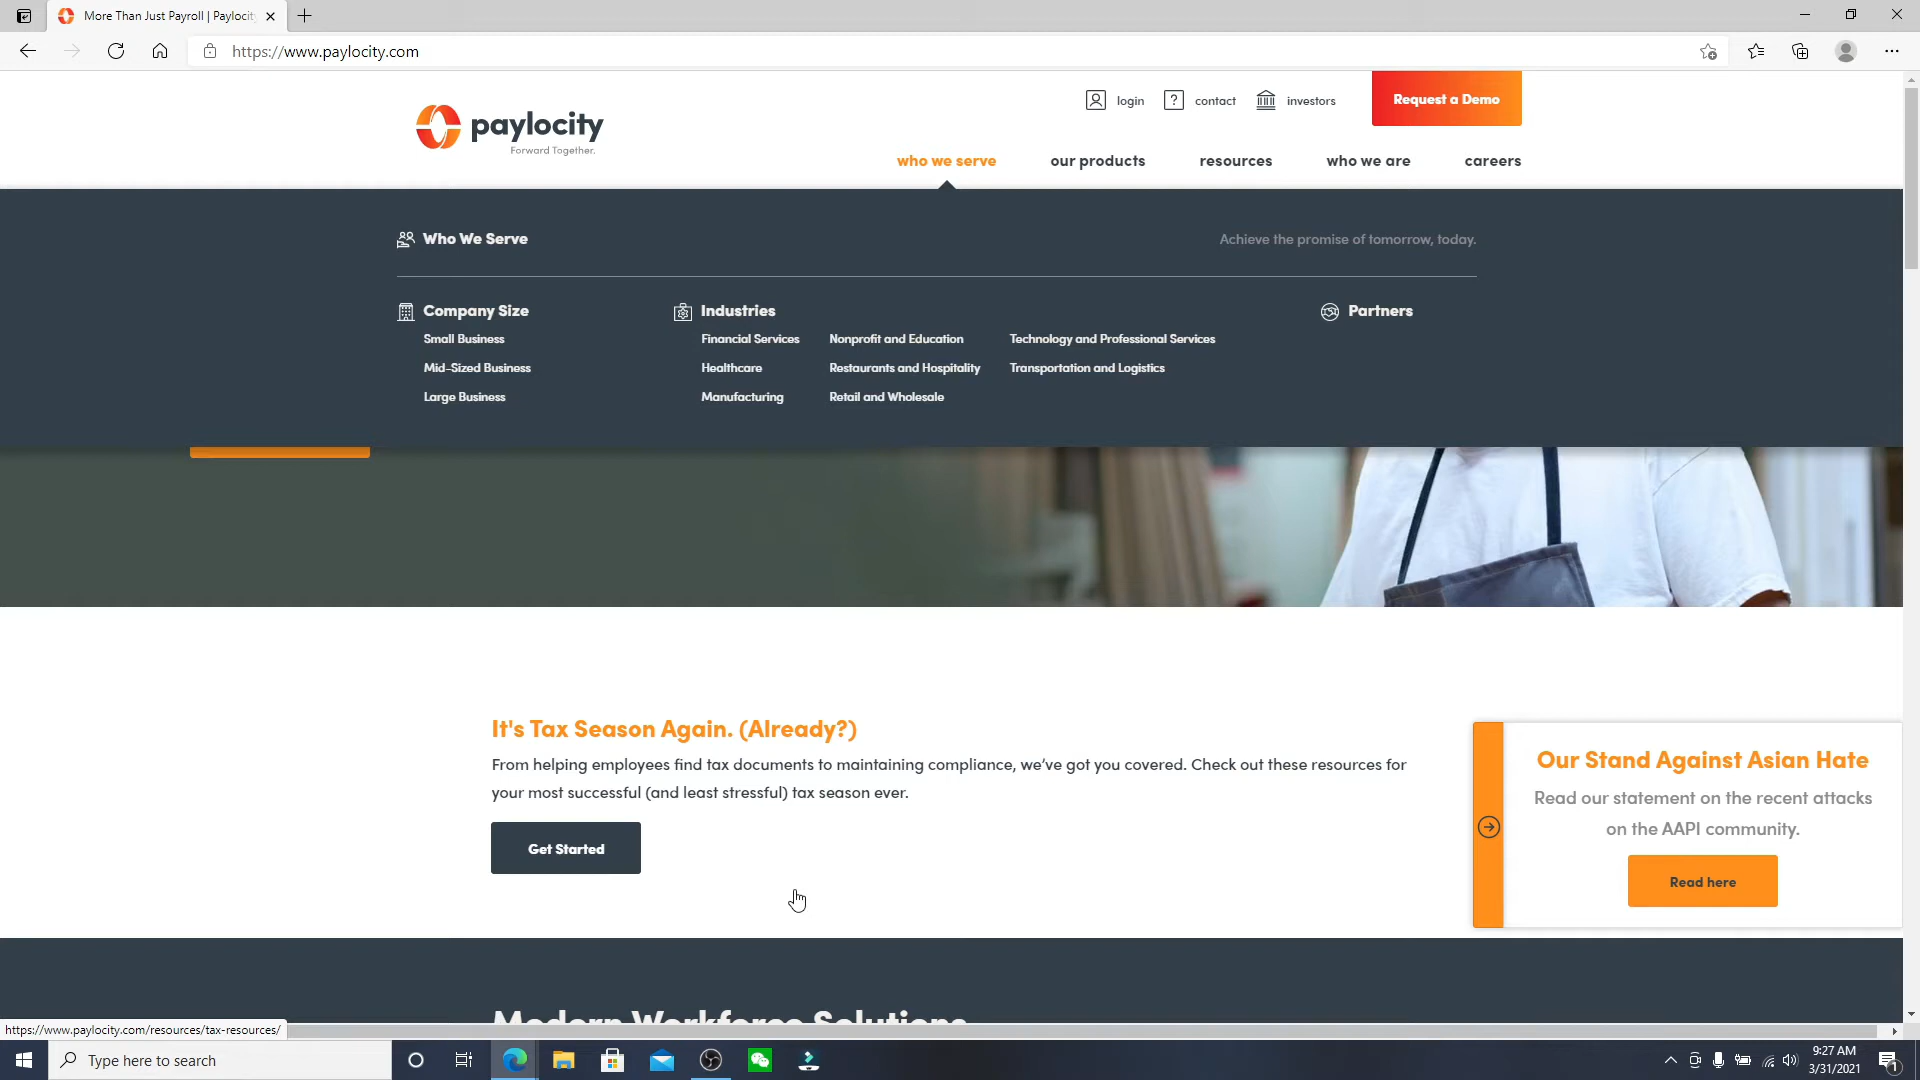 More Than Just Payroll | Paylocity
https://www.paylocity.com
login
contact
investors
Request a Demo
paylocity
Forward Together.
who we serve
our products
resources
who we are
careers
Who We Serve
Achieve the promise of tomorrow, today.
Company Size
Small Business
Mid-Sized Business
Large Business
Industries
Financial Services
Healthcare
Manufacturing
Nonprofit and Education
Restaurants and Hospitality
Retail and Wholesale
Technology and Professional Services
Transportation and Logistics
Partners
It's Tax Season Again. (Already?)
From helping employees find tax documents to maintaining compliance, we've got you covered. Check out these resources for
your most successful (and least stressful) tax season ever.
Get Started
Our Stand Against Asian Hate
Read our statement on the recent attacks
on the AAPI community.
Read here
Modern Workforce Solutions
https://www.paylocity.com/resources/tax-resources/
Type here to search
9:27 AM
3/31/2021
1